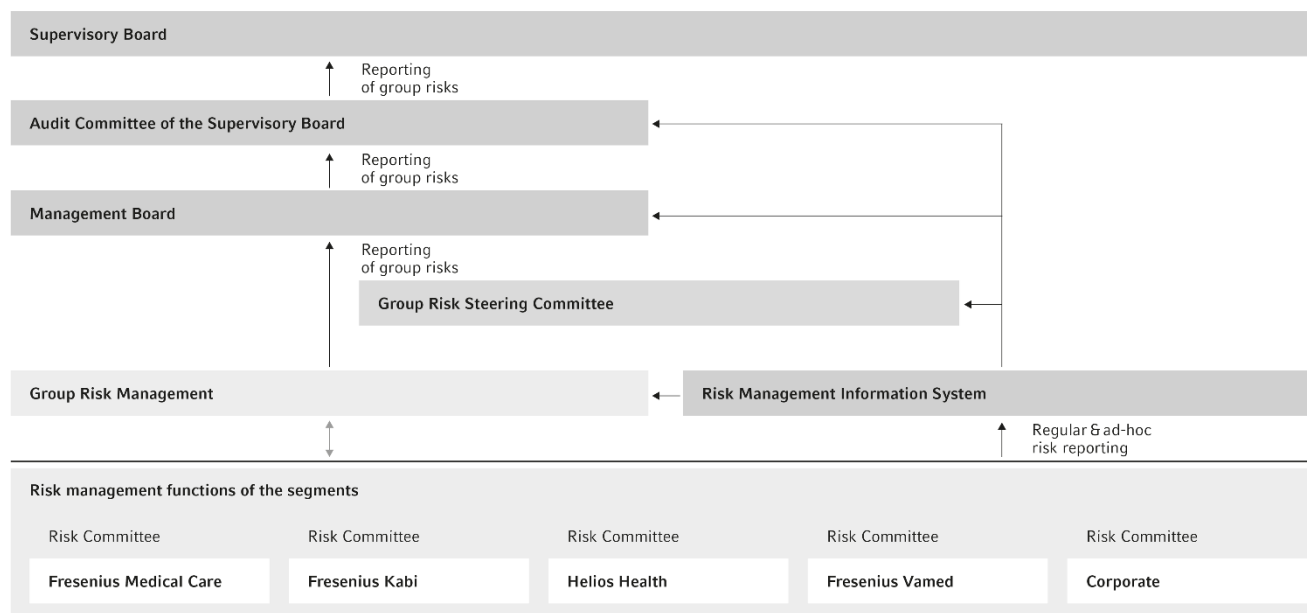 Supervisory Board
Reporting
of group risks
Audit Committee of the Supervisory Board
Reporting
of group risks
Management Board
Reporting
of group risks
Group Risk Steering Committee
Group Risk Management
Risk Management Information System
Regular & ad-hoc
risk reporting
Risk management functions of the segments
Risk Committee
Risk Committee
Risk Committee
Risk Committee
Risk Committee
Fresenius Medical Care
Fresenius Kabi
Helios Health
Fresenius Vamed
Corporate